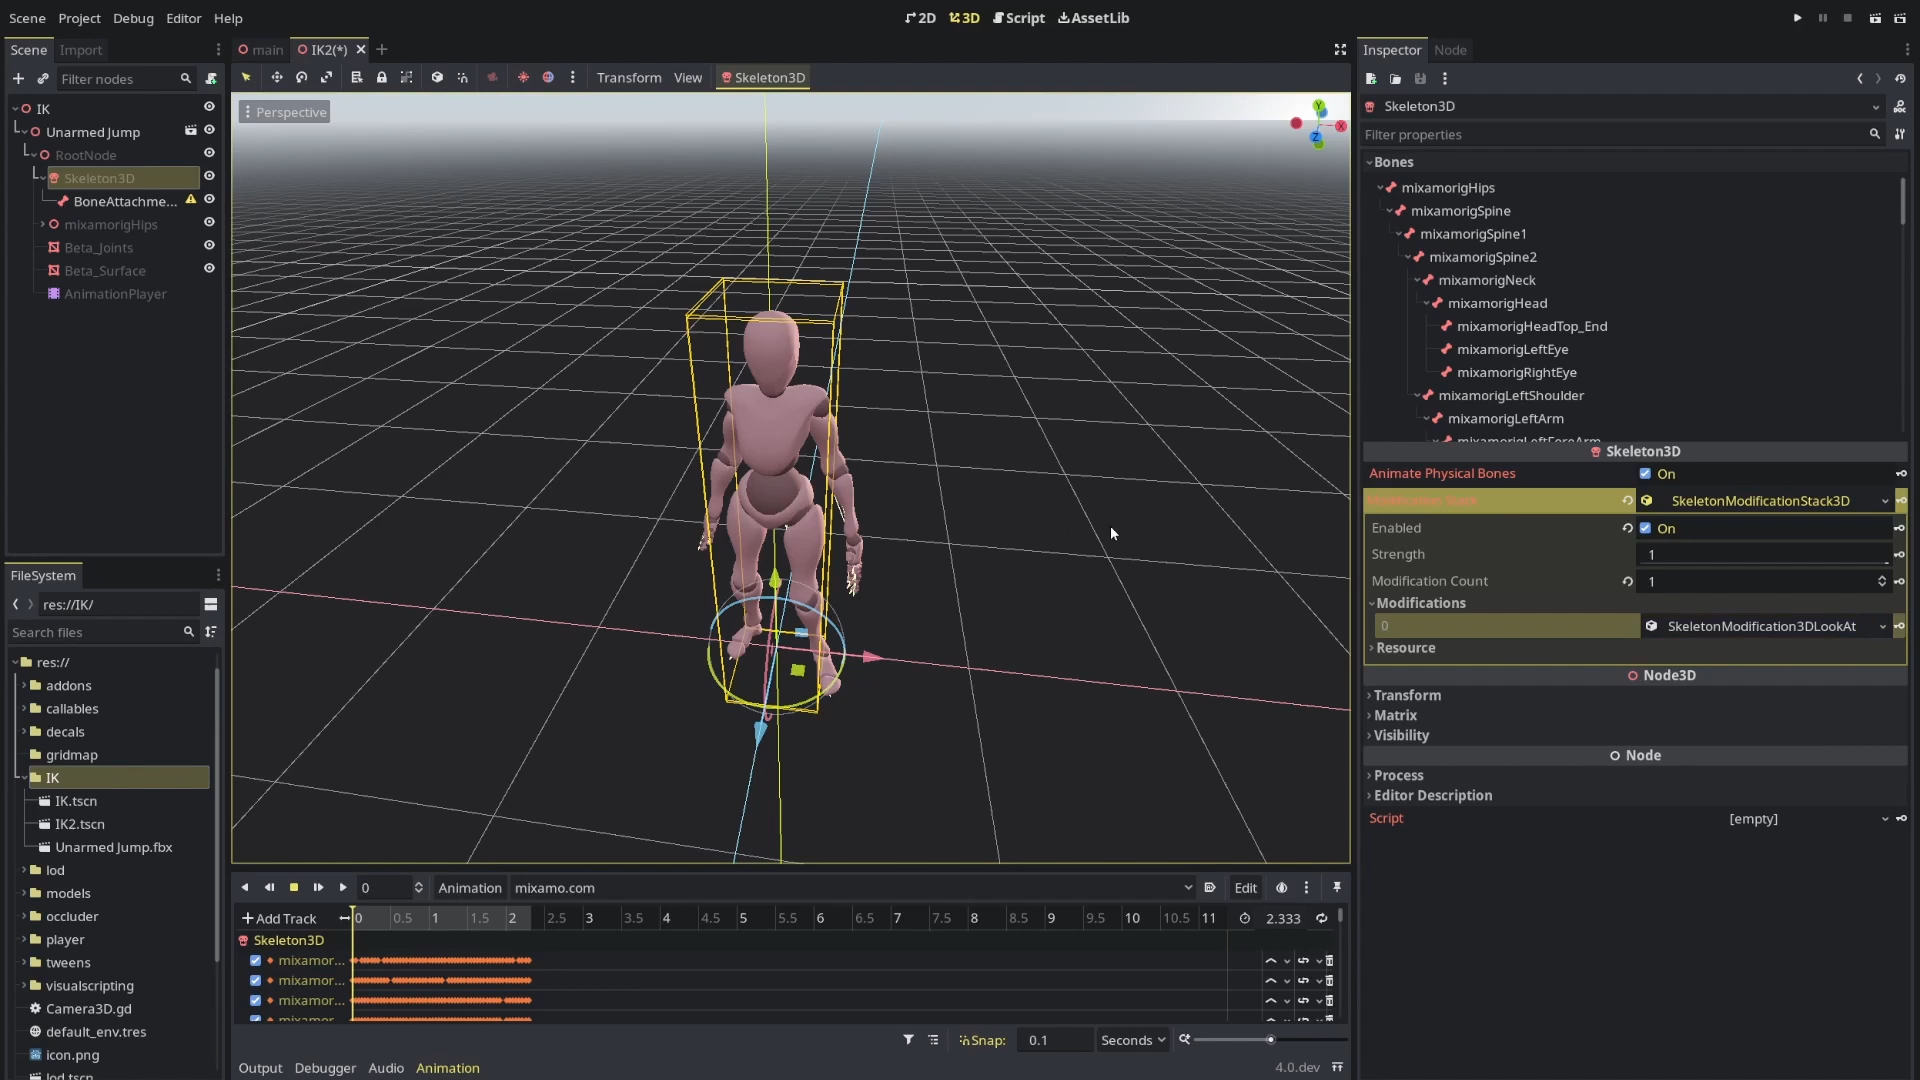 Scene Project Debug Editor Help
2D 3D Script AssetLib
Scene Import
Filter nodes
IK
Unarmed Jump
RootNode
Skeleton3D
BoneAttachme...
mixamorigHips
Beta_Joints
Beta_Surface
AnimationPlayer
FileSystem
res://IK/
Search files
res://
addons
callables
decals
gridmap
IK
IK.tscn
IK2.tscn
Unarmed Jump.fbx
lod
models
occluder
player
tweens
visualscripting
Camera3D.gd
default_env.tres
icon.png
lod.tscn
main IK2(*)
Transform View Skeleton3D
Perspective
Y
X
Z
0 Animation mixamo.com Edit
Add Track 0 0.5 1 1.5 2 2.5 3 3.5 4 4.5 5 5.5 6 6.5 7 7.5 8 8.5 9 9.5 10 10.5 11 2.333
Skeleton3D
mixamor...
mixamor...
mixamor...
mixamor...
Snap: 0.1 Seconds
Output Debugger Audio Animation 4.0.dev
Inspector Node
Skeleton3D
Filter properties
Bones
mixamorigHips
mixamorigSpine
mixamorigSpine1
mixamorigSpine2
mixamorigNeck
mixamorigHead
mixamorigHeadTop_End
mixamorigLeftEye
mixamorigRightEye
mixamorigLeftShoulder
mixamorigLeftArm
mixamorigLeftForeArm
Skeleton3D
Animate Physical Bones On
Modification Stack SkeletonModificationStack3D
Enabled On
Strength 1
Modification Count 1
Modifications
0 SkeletonModification3DLookAt
Resource
Node3D
Transform
Matrix
Visibility
Node
Process
Editor Description
Script [empty]